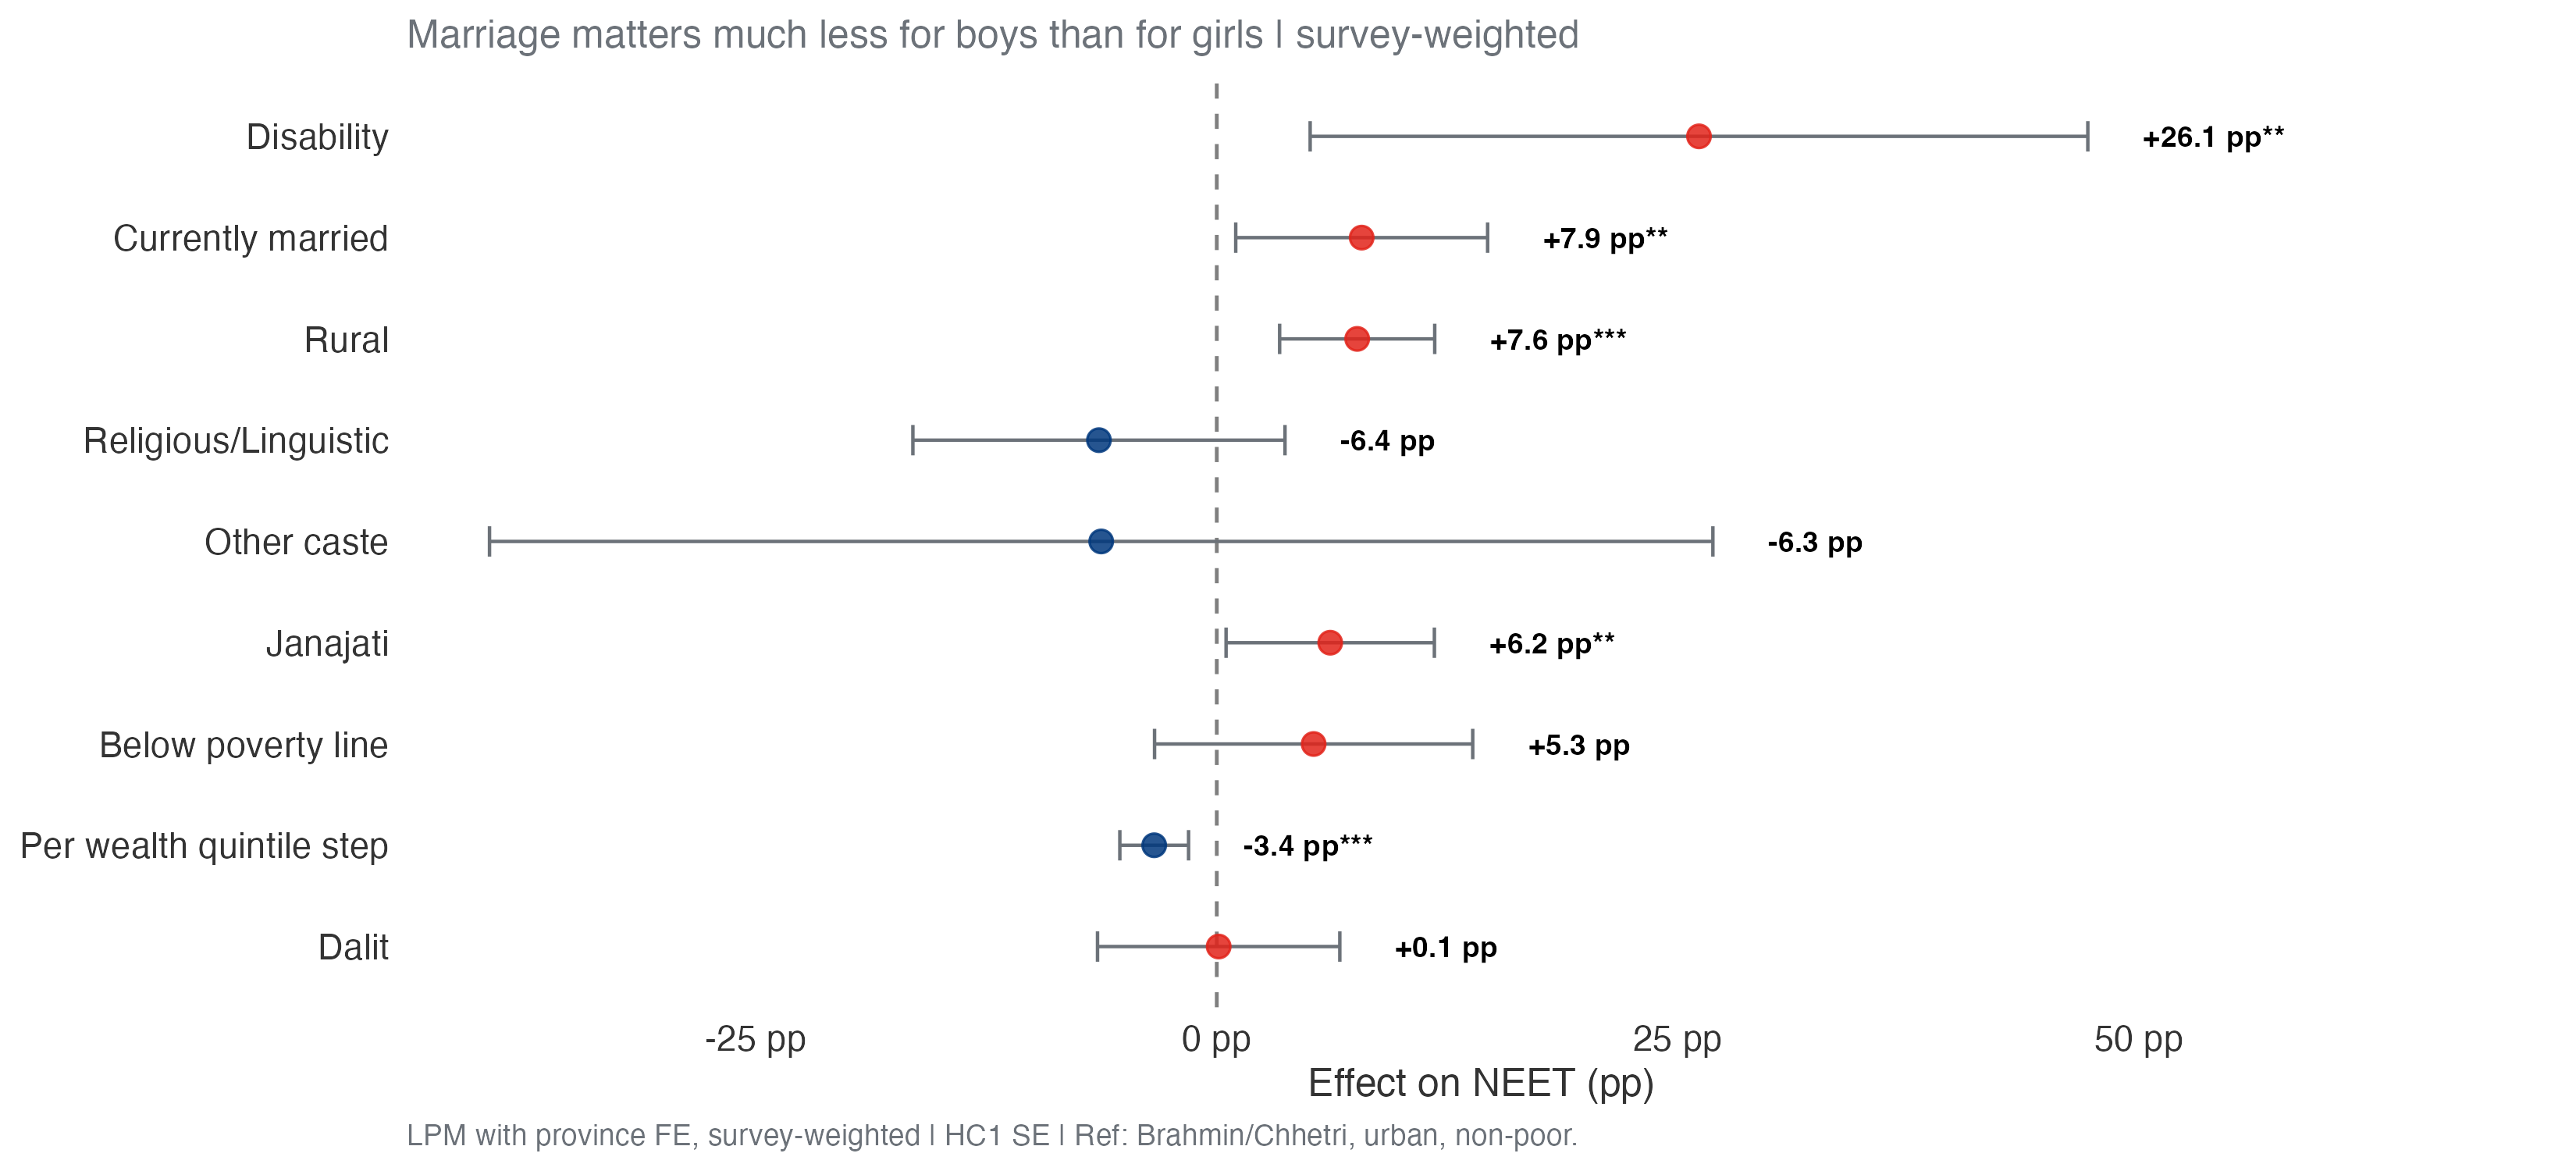 Marriage matters much less for boys than for girls | survey-weighted
Disability +26.1 pp**
Currently married +7.9 pp**
Rural +7.6 pp***
Religious/Linguistic -6.4 pp
Other caste -6.3 pp
Janajati +6.2 pp**
Below poverty line +5.3 pp
Per wealth quintile step -3.4 pp***
Dalit +0.1 pp
-25 pp 0 pp 25 pp 50 pp
Effect on NEET (pp)
LPM with province FE, survey-weighted | HC1 SE | Ref: Brahmin/Chhetri, urban, non-poor.